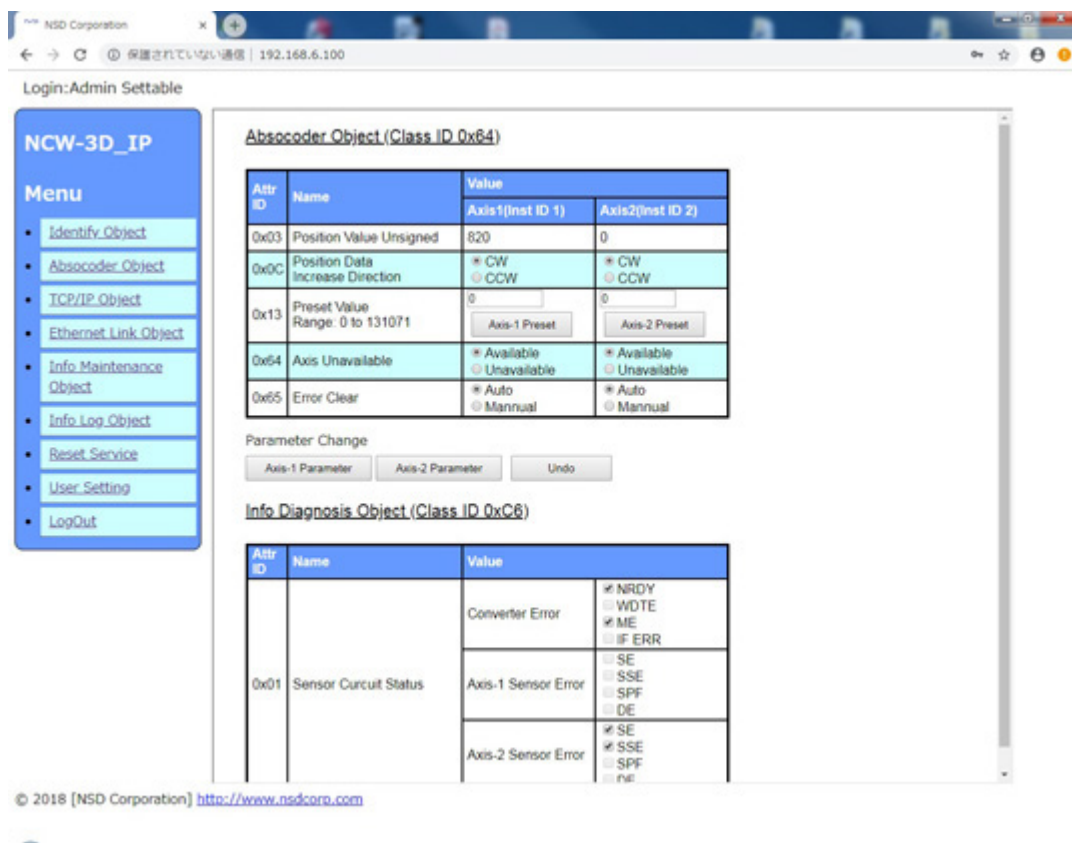 NSD Corporation
保護されていない通信 | 192.168.6.100
Login:Admin Settable
NCW-3D_IP
Menu
Identify Object
Absocoder Object
TCP/IP Object
Ethernet Link Object
Info Maintenance
Object
Info Log Object
Reset Service
User Setting
LogOut
Absocoder Object (Class ID 0x64)
Attr ID Name Value
Axis1(Inst ID 1) Axis2(Inst ID 2)
0x03 Position Value Unsigned 820 0
0x0C Position Data Increase Direction CW CCW CW CCW
0x13 Preset Value Range: 0 to 131071 0 Axis-1 Preset 0 Axis-2 Preset
0x64 Axis Unavailable Available Unavailable Available Unavailable
0x65 Error Clear Auto Mannual Auto Mannual
Parameter Change
Axis-1 Parameter Axis-2 Parameter Undo
Info Diagnosis Object (Class ID 0xC6)
Attr ID Name Value
0x01 Sensor Curcuit Status
Converter Error
NRDY
WDTE
ME
IF ERR
Axis-1 Sensor Error
SE
SSE
SPF
DE
Axis-2 Sensor Error
SE
SSE
SPF
DE
© 2018 [NSD Corporation] http://www.nsdcorp.com